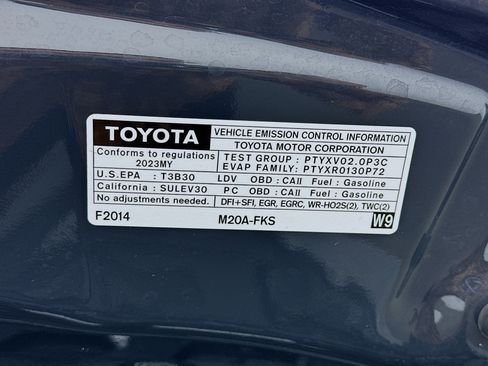 TOYOTA
VEHICLE EMISSION CONTROL INFORMATION
TOYOTA MOTOR CORPORATION
Conforms to regulations
2023MY
TEST GROUP : PTYXV02.0P3C
EVAP FAMILY: PTYXR0130P72
U.S.EPA : T3B30
LDV OBD : CAII Fuel : Gasoline
California : SULEV30
PC OBD : CAII Fuel : Gasoline
No adjustments needed.
DFI+SFI, EGR, EGRC, WR-HO2S(2), TWC(2)
F2014
M20A-FKS
W9